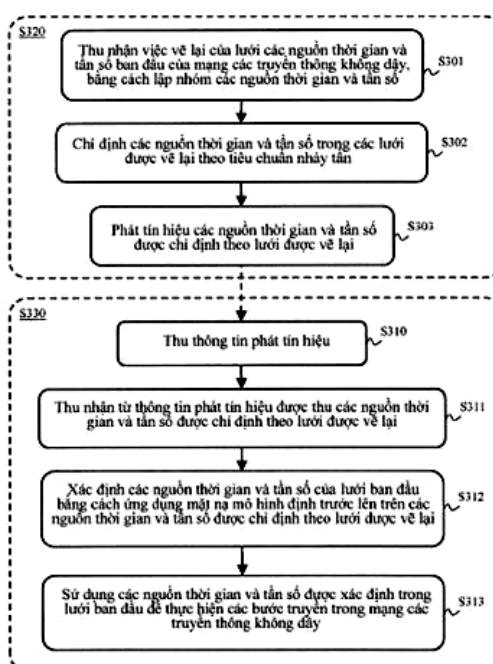 S320
Thu nhận việc vẽ lại của lưới các nguồn thời gian và
tần số ban đầu của mạng các truyền thông không dây,
bằng cách lập nhóm các nguồn thời gian và tần số
S301
Chỉ định các nguồn thời gian và tần số trong các lưới
được vẽ lại theo tiêu chuẩn nhảy tần
S302
Phát tín hiệu các nguồn thời gian và tần số
được chỉ định theo lưới được vẽ lại
S303
S330
Thu thông tin phát tín hiệu
S310
Thu nhận từ thông tin phát tín hiệu được thu các nguồn thời
gian và tần số được chỉ định theo lưới được vẽ lại
S311
Xác định các nguồn thời gian và tần số của lưới ban đầu
bằng cách ứng dụng mặt nạ mô hình định trước lên trên các
nguồn thời gian và tần số được chỉ định theo lưới được vẽ lại
S312
Sử dụng các nguồn thời gian và tần số được xác định trong
lưới ban đầu để thực hiện các bước truyền trong mạng các
truyền thông không dây
S313